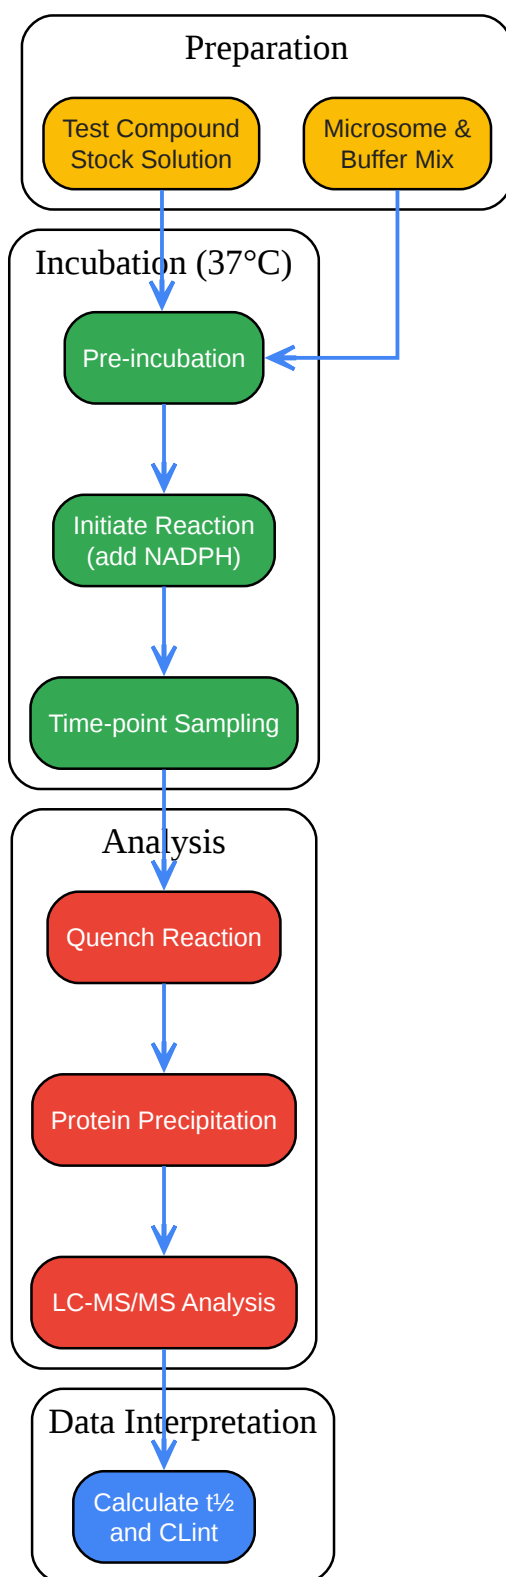 Preparation
Test Compound
Stock Solution
Microsome &
Buffer Mix
Incubation (37°C)
Pre-incubation
Initiate Reaction
(add NADPH)
Time-point Sampling
Analysis
Quench Reaction
Protein Precipitation
LC-MS/MS Analysis
Data Interpretation
Calculate t½
and CLint